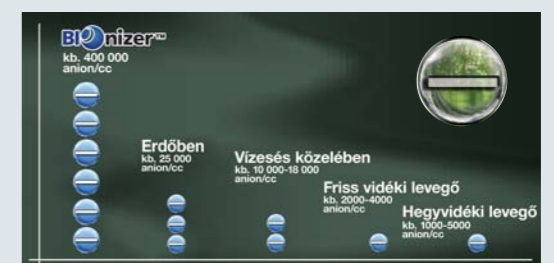 BIOnizer™
kb. 400 000
anion/cc
Erdőben
kb. 25 000
anion/cc
Vízesés közelében
kb. 10 000-18 000
anion/cc
Friss vidéki levegő
kb. 2000-4000
anion/cc
Hegyvidéki levegő
kb. 1000-5000
anion/cc